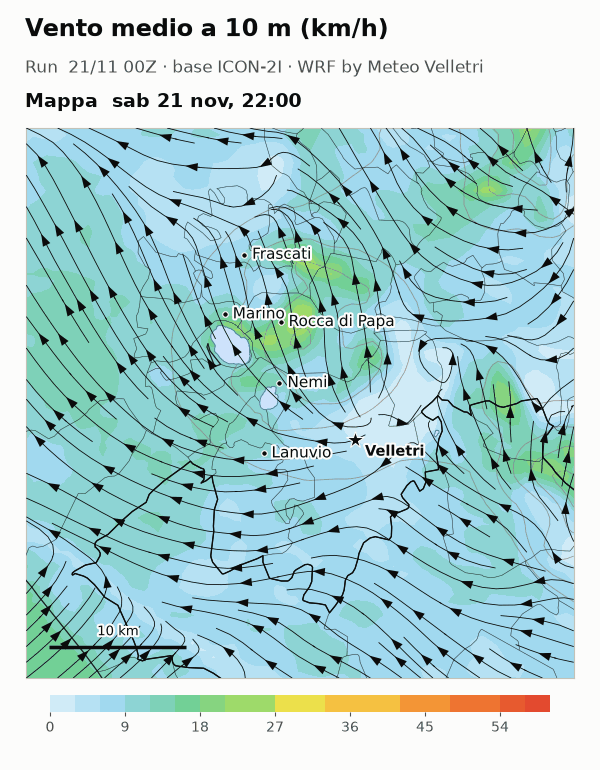 Vento medio a 10 m (km/h)
Run 21/11 00Z · base ICON-2I · WRF by Meteo Velletri
Mappa sab 21 nov, 22:00
Frascati
Marino
Rocca di Papa
Nemi
Velletri
Lanuvio
10 km
0 9 18 27 36 45 54